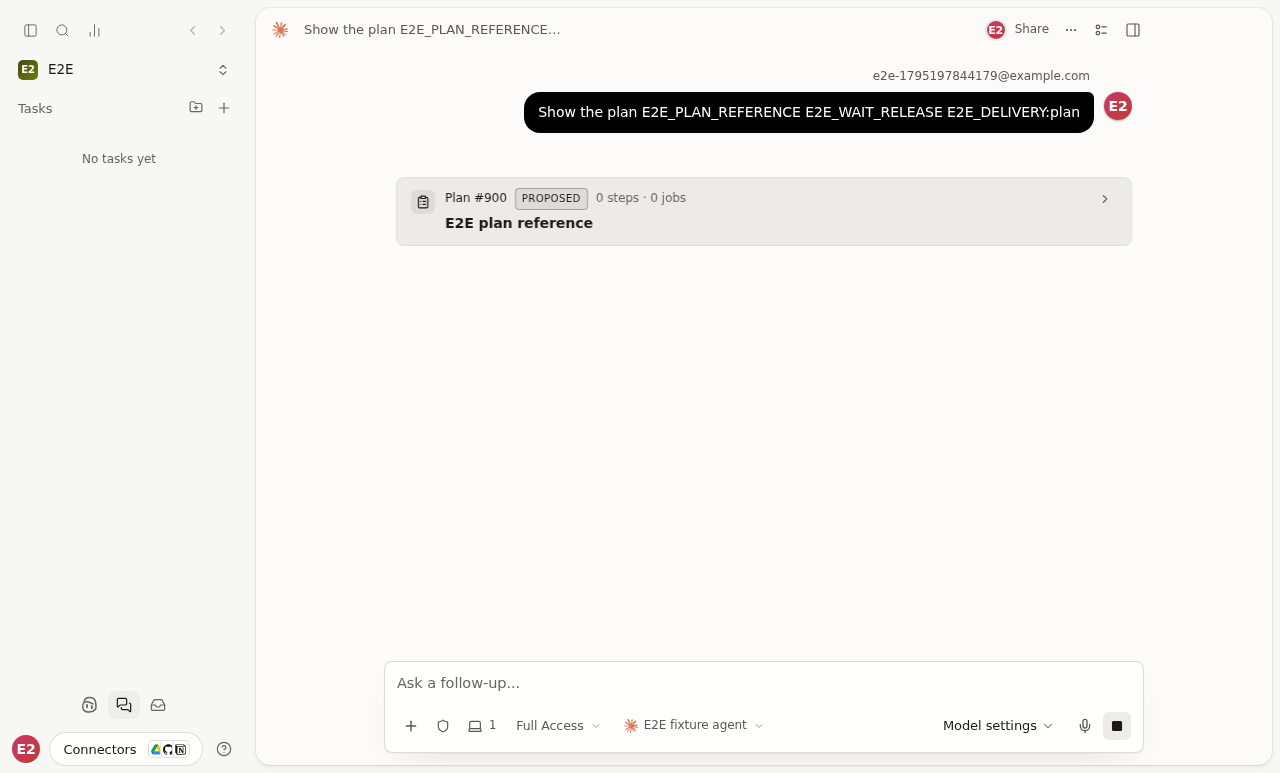 Show the plan E2E_PLAN_REFERENCE…
E2 Share
E2 E2E
e2e-1795197844179@example.com
Tasks
Show the plan E2E_PLAN_REFERENCE E2E_WAIT_RELEASE E2E_DELIVERY:plan
E2
No tasks yet
Plan #900 PROPOSED 0 steps · 0 jobs
E2E plan reference
Ask a follow-up…
1 Full Access E2E fixture agent Model settings
E2 Connectors